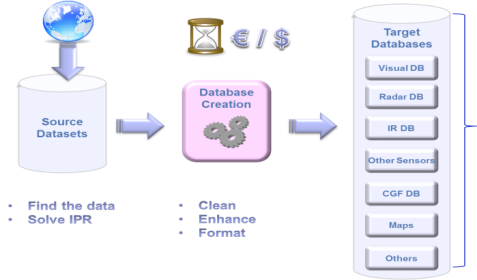 € / $
Source
Datasets
Database
Creation
Target
Databases
Visual DB
Radar DB
IR DB
Other Sensors
CGF DB
Maps
Others
• Find the data
• Solve IPR
• Clean
• Enhance
• Format